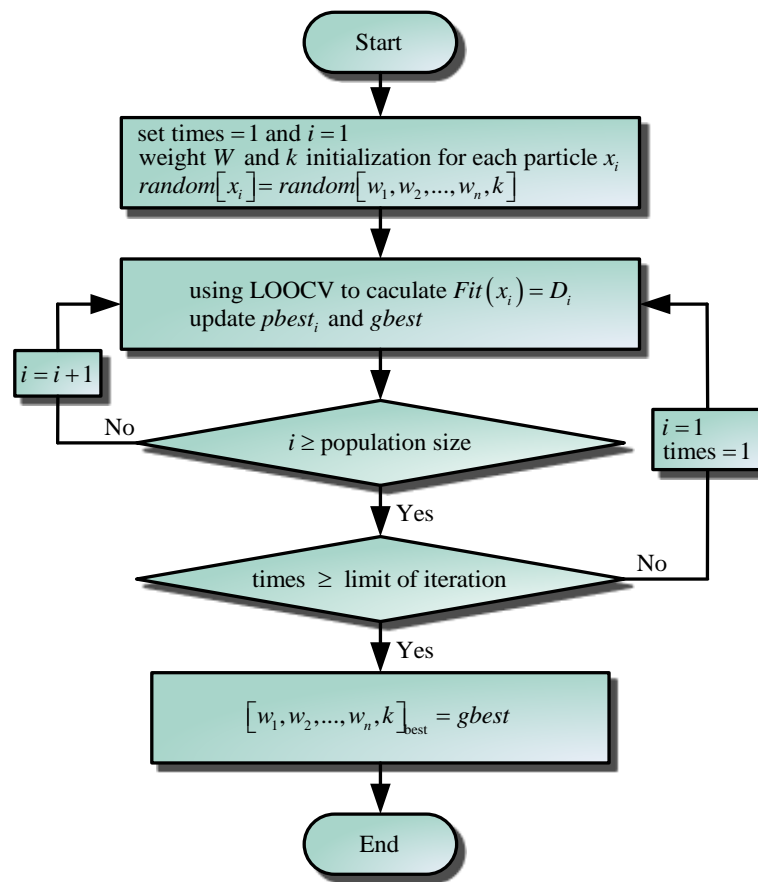 Start
set times = 1 and i = 1
weight W and k initialization for each particle x_i
random[x_i] = random[w_1, w_2, ..., w_n, k]
using LOOCV to caculate Fit(x_i) = D_i
update pbest_i and gbest
i = i + 1
No
i ≥ population size
i = 1
times = 1
Yes
times ≥ limit of iteration
No
Yes
[w_1, w_2, ..., w_n, k]_best = gbest
End